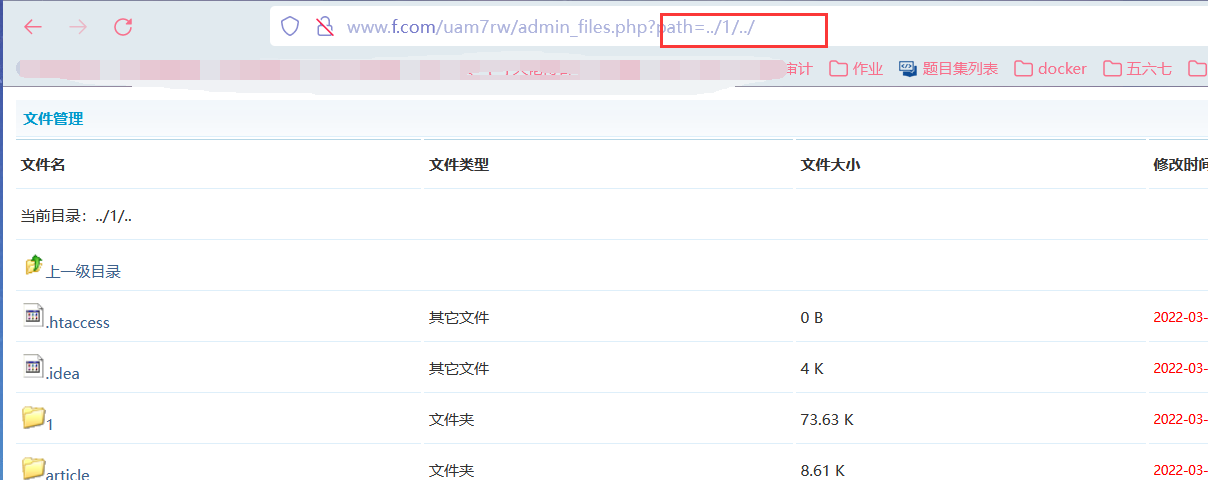 www.f.com/uam7rw/admin_files.php?path=../1/../
审计 作业 题目集列表 docker 五六七
文件管理
文件名 文件类型 文件大小 修改时间
当前目录：../1/..
上一级目录
.htaccess 其它文件 0 B 2022-03-
.idea 其它文件 4 K 2022-03-
1 文件夹 73.63 K 2022-03-
article 文件夹 8.61 K 2022-03-